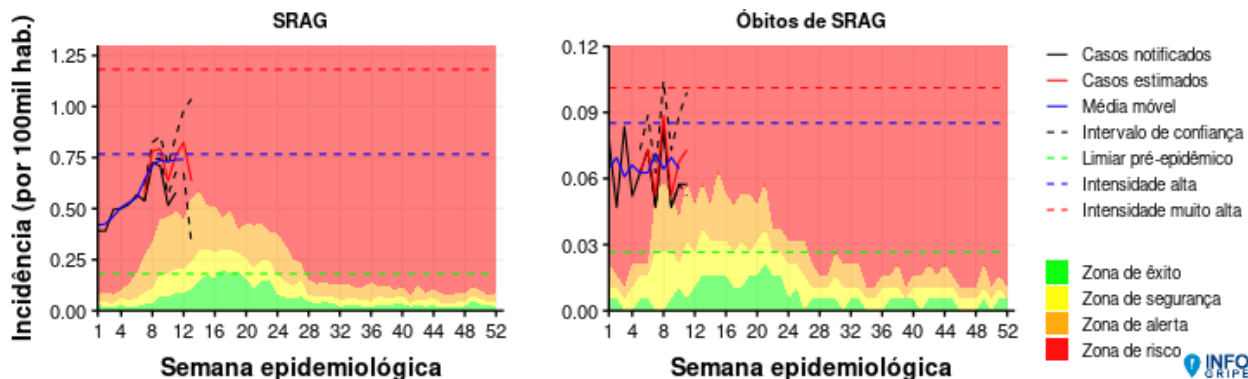 SRAG
Incidência (por 100mil hab.)
1.25
1.00
0.75
0.50
0.25
0.00
1 4 8 12 16 20 24 28 32 36 40 44 48 52
Semana epidemiológica
Óbitos de SRAG
0.12
0.09
0.06
0.03
0.00
1 4 8 12 16 20 24 28 32 36 40 44 48 52
Semana epidemiológica
Casos notificados
Casos estimados
Média móvel
Intervalo de confiança
Limiar pré-epidêmico
Intensidade alta
Intensidade muito alta
Zona de êxito
Zona de segurança
Zona de alerta
Zona de risco
INFO
GRIPE